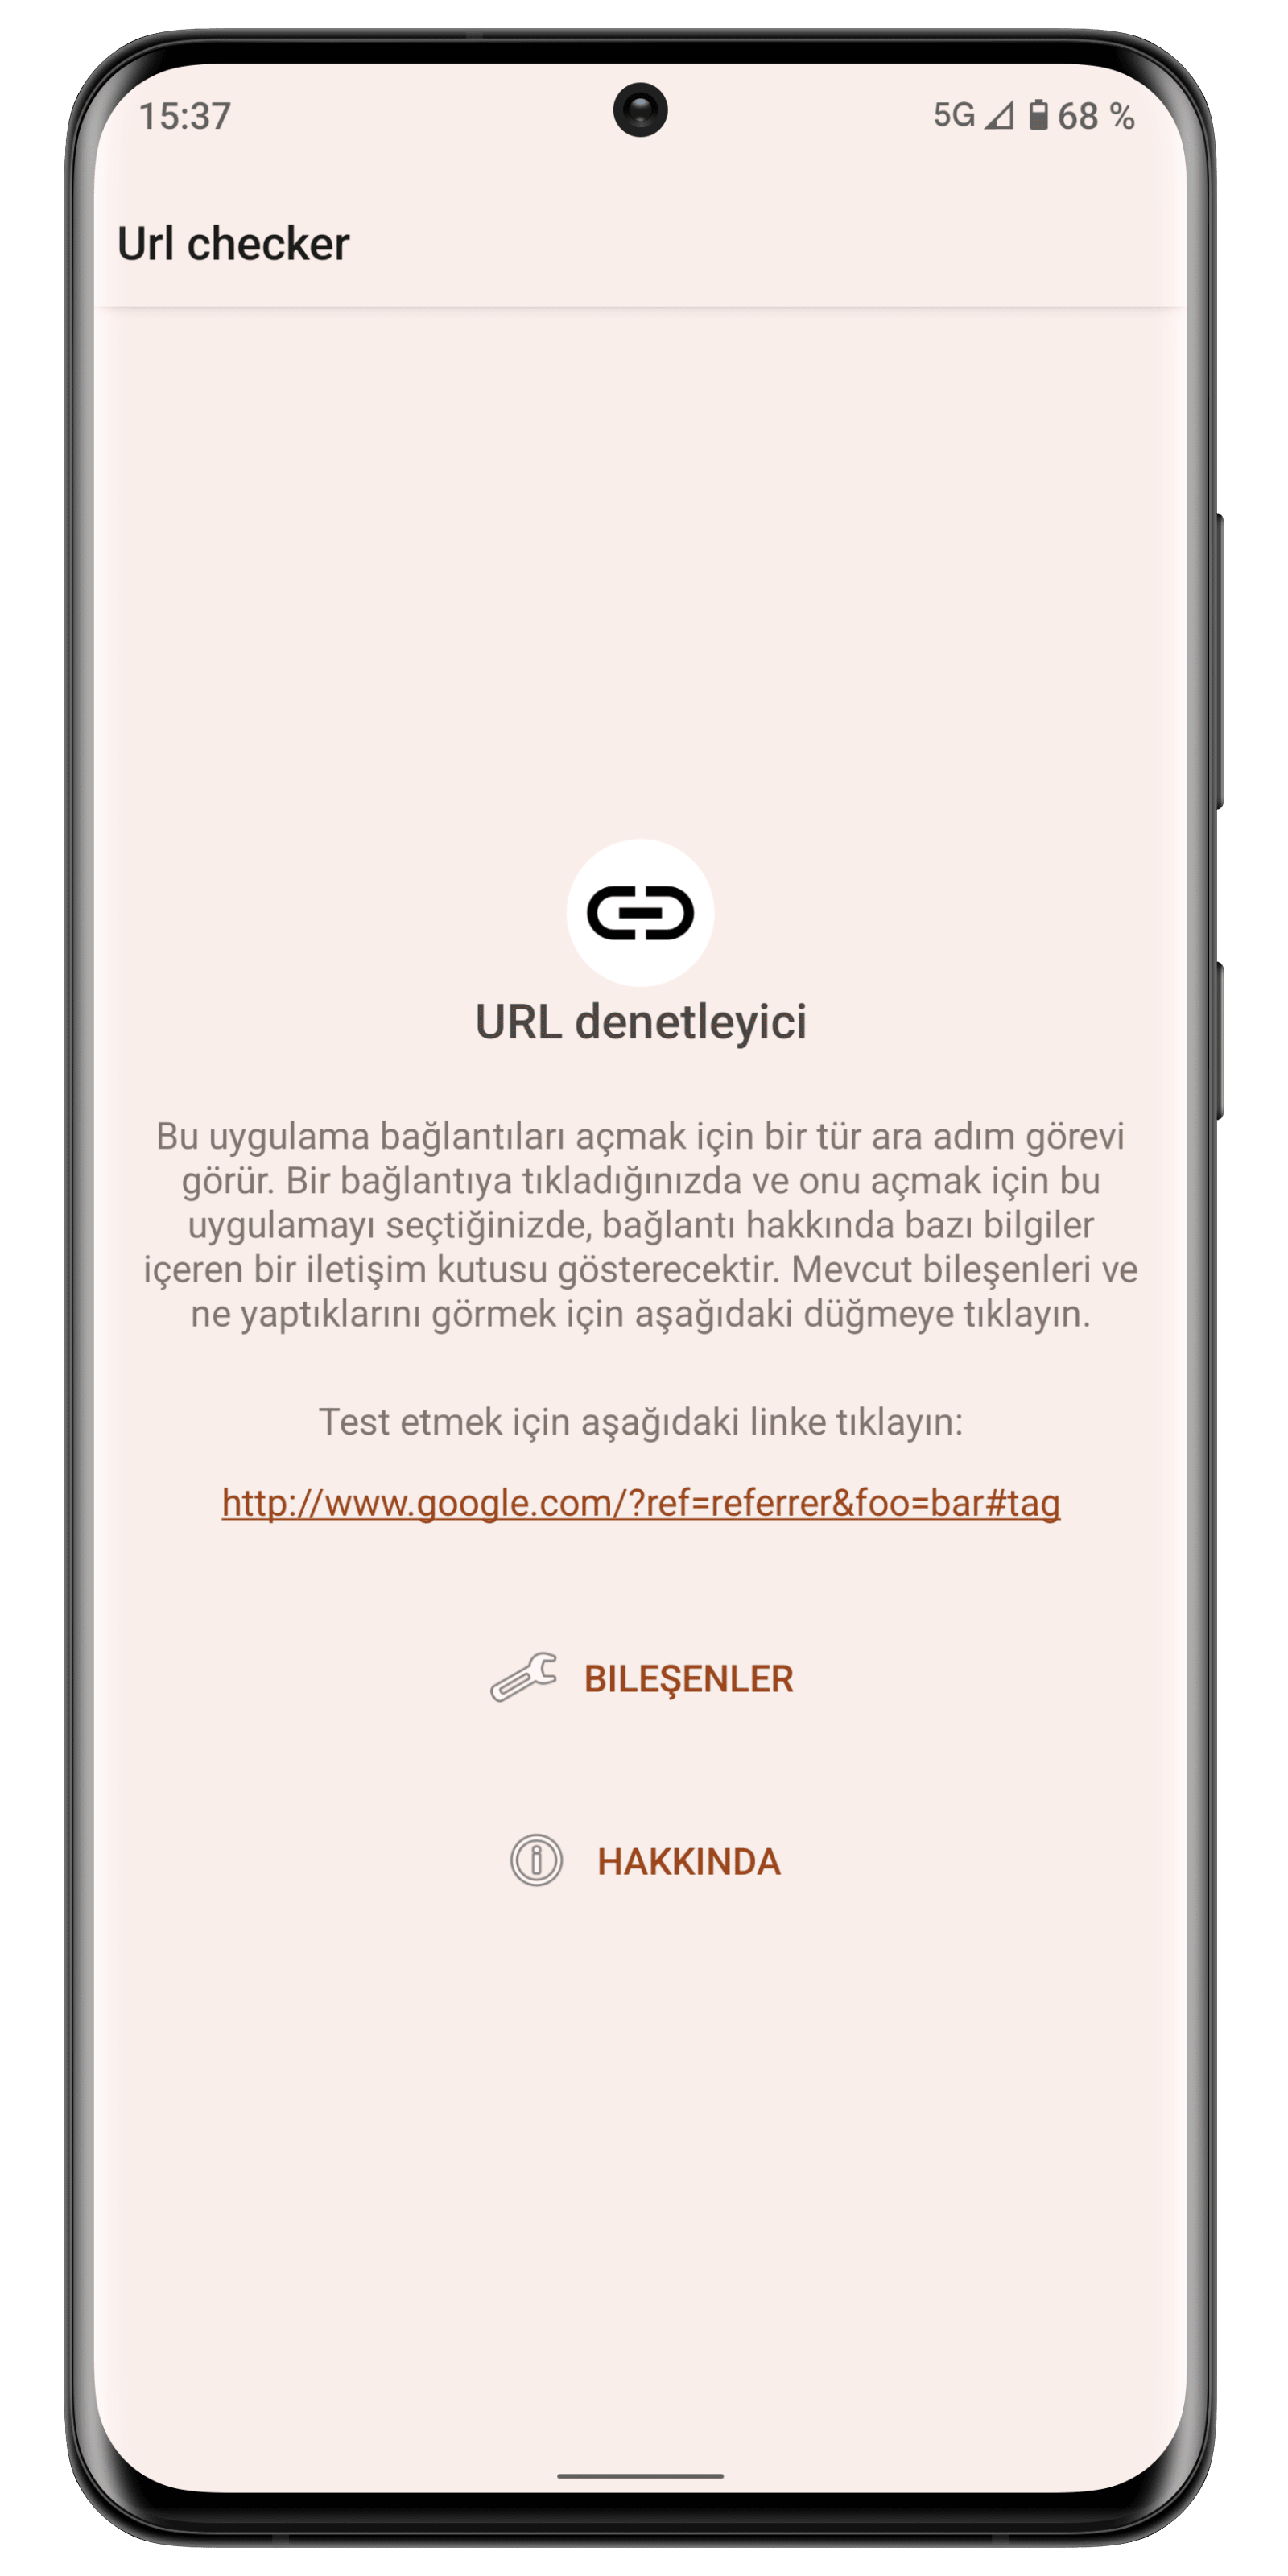 15:37
5G 68 %
Url checker
URL denetleyici
Bu uygulama bağlantıları açmak için bir tür ara adım görevi
görür. Bir bağlantıya tıkladığınızda ve onu açmak için bu
uygulamayı seçtiğinizde, bağlantı hakkında bazı bilgiler
içeren bir iletişim kutusu gösterecektir. Mevcut bileşenleri ve
ne yaptıklarını görmek için aşağıdaki düğmeye tıklayın.
Test etmek için aşağıdaki linke tıklayın:
http://www.google.com/?ref=referrer&foo=bar#tag
BILEŞENLER
HAKKINDA